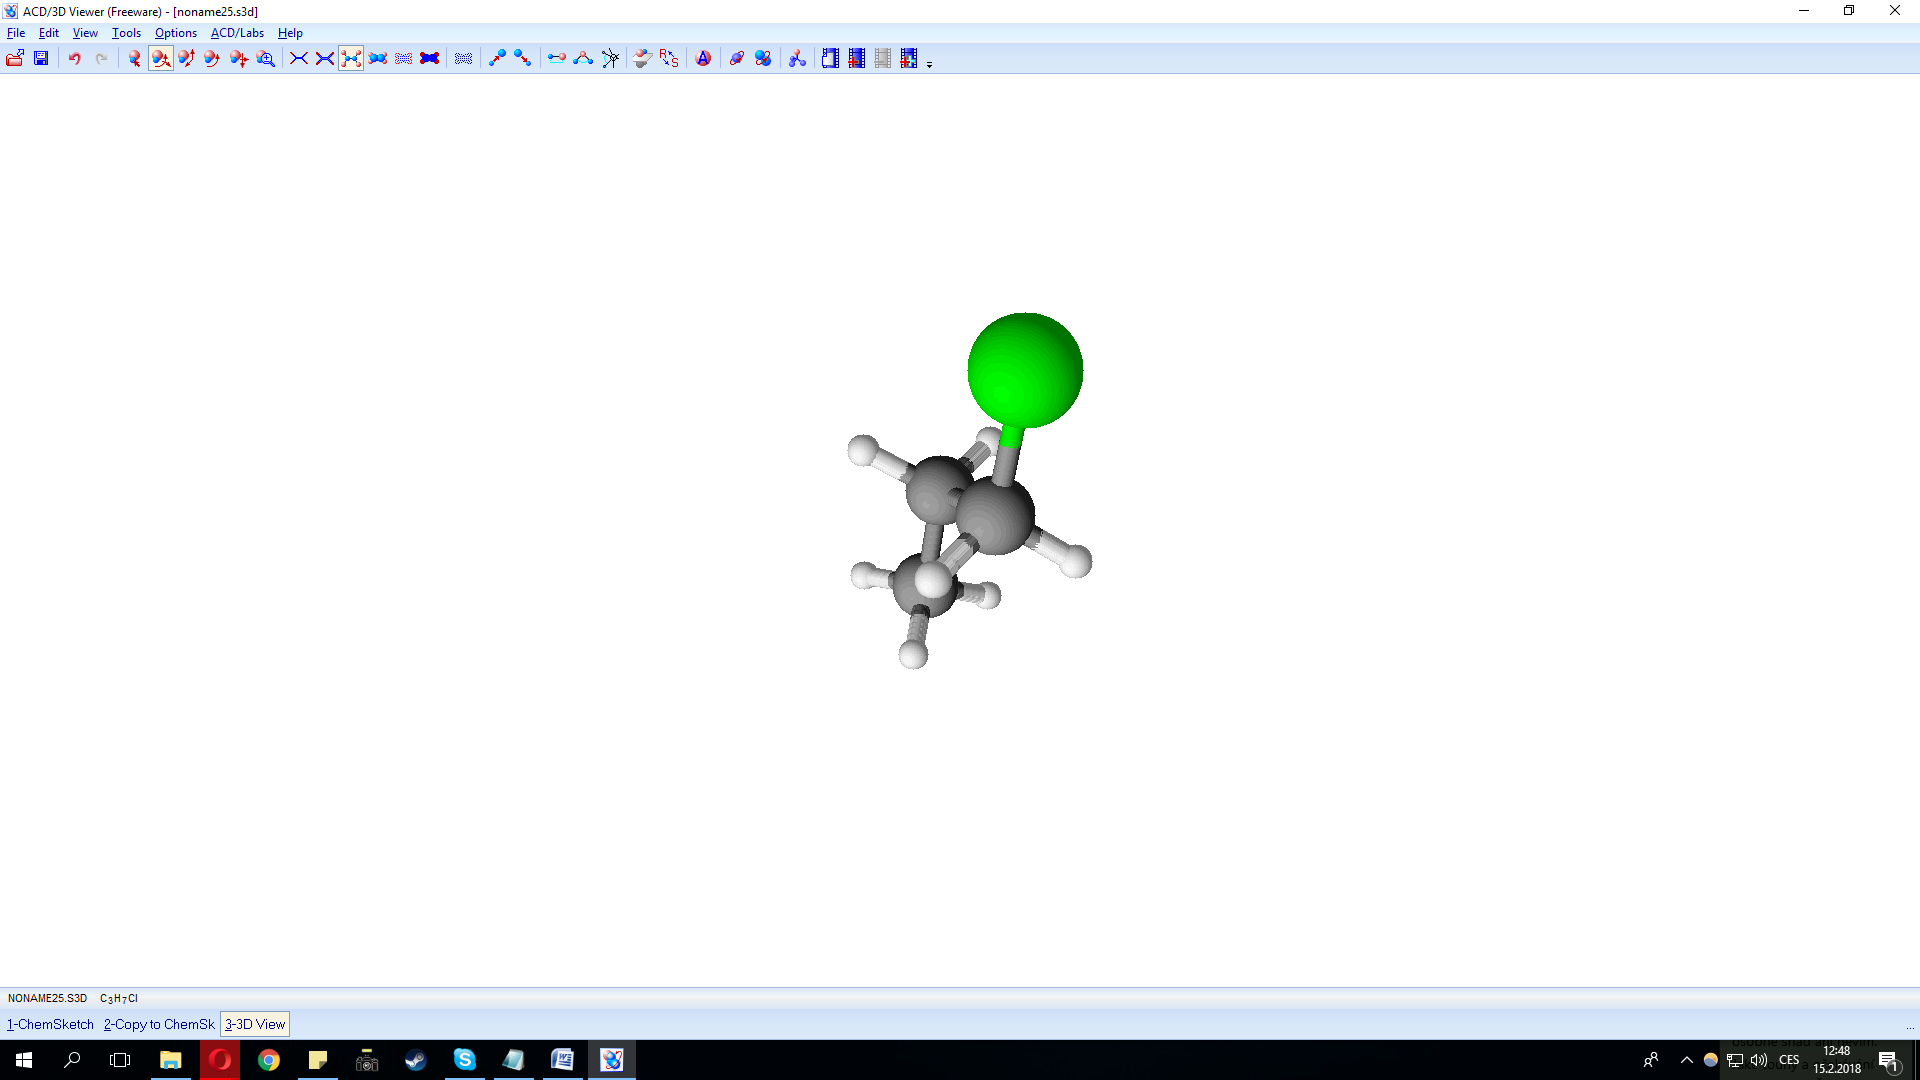 ACD/3D Viewer (Freeware) - [noname25.s3d]
File Edit View Tools Options ACD/Labs Help
R S A
NONAME25.S3D C3H7Cl
1-ChemSketch 2-Copy to ChemSk 3-3D View
...
CES
12:48
15.2.2018
1